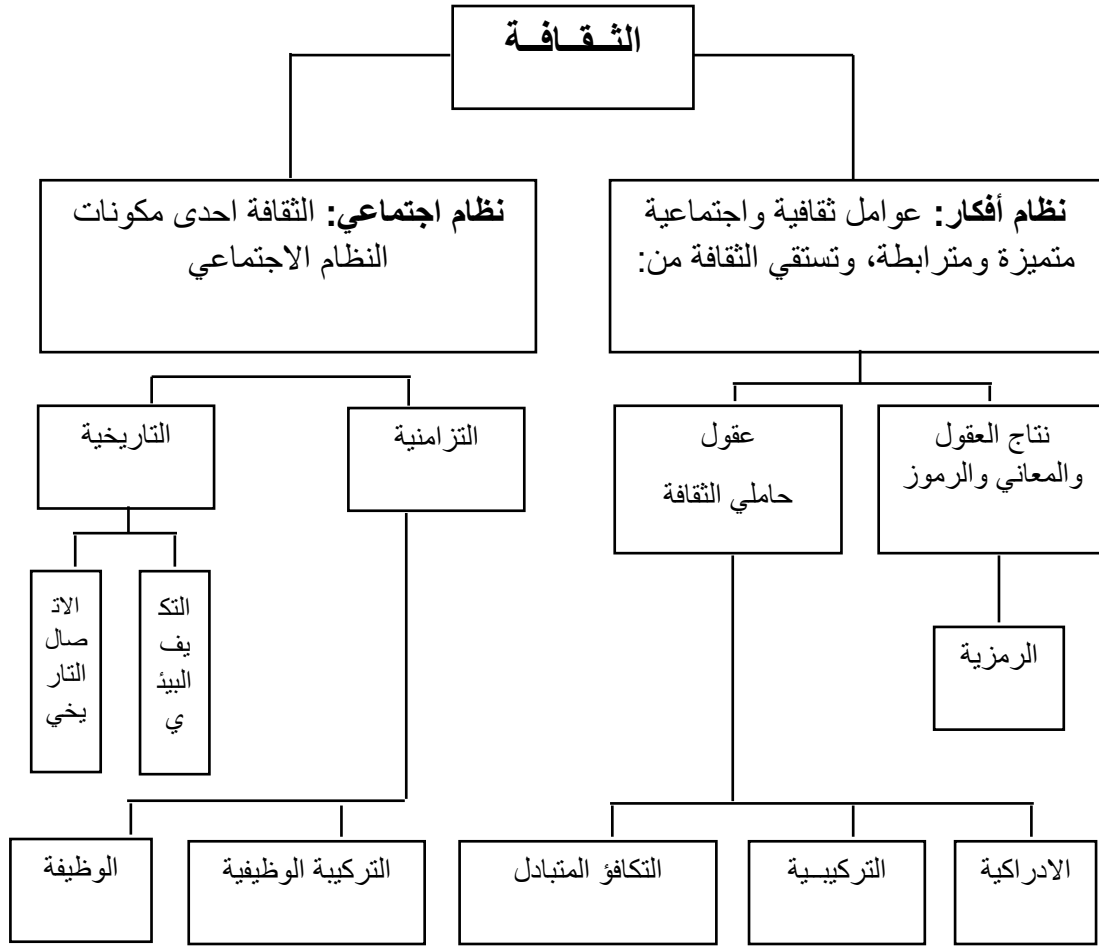 الثــقــافــة
نظام أفكار: عوامل ثقافية واجتماعية
متميزة ومترابطة، وتستقي الثقافة من:
نظام اجتماعي: الثقافة احدى مكونات
النظام الاجتماعي
نتاج العقول
والمعاني والرموز
عقول
حاملي الثقافة
التزامنية
التاريخية
الرمزية
التك
يف
البيئ
ي
الات
صال
التار
يخي
الادراكية
التركيبــية
التكافؤ المتبادل
التركيبة الوظيفية
الوظيفة